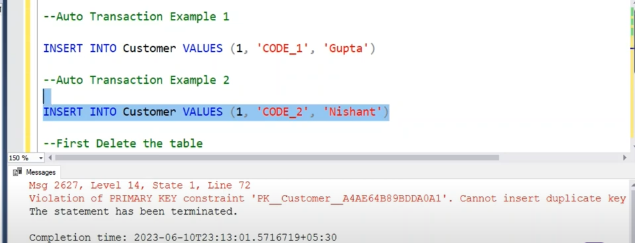 --Auto Transaction Example 1
INSERT INTO Customer VALUES (1, 'CODE_1', 'Gupta')
--Auto Transaction Example 2
INSERT INTO Customer VALUES (1, 'CODE_2', 'Nishant')
--First Delete the table
150 %
Messages
Msg 2627, Level 14, State 1, Line 72
Violation of PRIMARY KEY constraint 'PK__Customer__A4AE64B89BDDA0A1'. Cannot insert duplicate key
The statement has been terminated.
Completion time: 2023-06-10T23:13:01.5716719+05:30